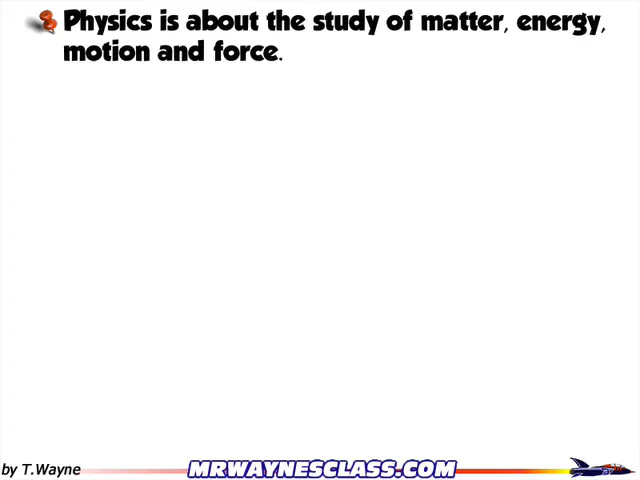 Physics is about the study of matter, energy,
motion and force.
by T.Wayne
MRWAYNESCLASS.COM